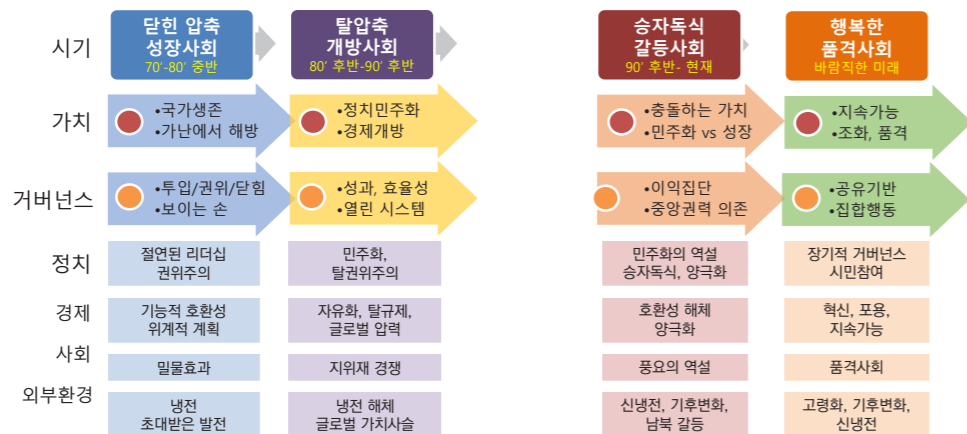 시기
닫힌 압축
성장사회
70'-80' 중반
탈압축
개방사회
80' 후반-90' 후반
승자독식
갈등사회
90' 후반- 현재
행복한
품격사회
바람직한 미래
가치
•국가생존
•가난에서 해방
•정치민주화
•경제개방
•충돌하는 가치
•민주화 vs 성장
•지속가능
•조화, 품격
거버넌스
•투입/권위/닫힘
•보이는 손
•성과, 효율성
•열린 시스템
•이익집단
•중앙권력 의존
•공유기반
•집합행동
정치
절연된 리더십
권위주의
민주화,
탈권위주의
민주화의 역설
승자독식, 양극화
장기적 거버넌스
시민참여
경제
기능적 호환성
위계적 계획
자유화, 탈규제,
글로벌 압력
호환성 해체
양극화
혁신, 포용,
지속가능
사회
밀물효과
지위재 경쟁
풍요의 역설
품격사회
외부환경
냉전
초대받은 발전
냉전 해체
글로벌 가치사슬
신냉전, 기후변화,
남북 갈등
고령화, 기후변화,
신냉전